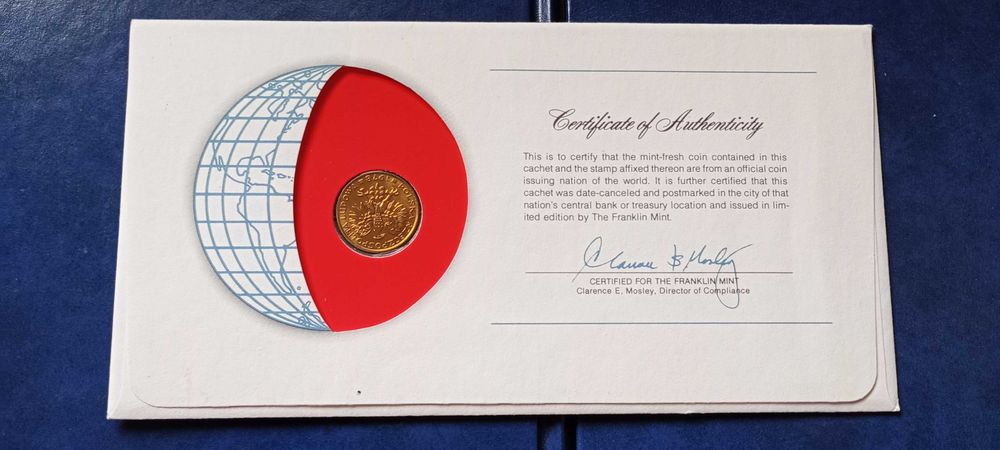 Certificate of Authenticity
This is to certify that the mint-fresh coin contained in this
cachet and the stamp affixed thereon are from an official coin
issuing nation of the world. It is further certified that this
cachet was date-canceled and postmarked in the city of that
nation's central bank or treasury location and issued in lim-
ited edition by The Franklin Mint.
CERTIFIED FOR THE FRANKLIN MINT
Clarence E. Mosley, Director of Compliance